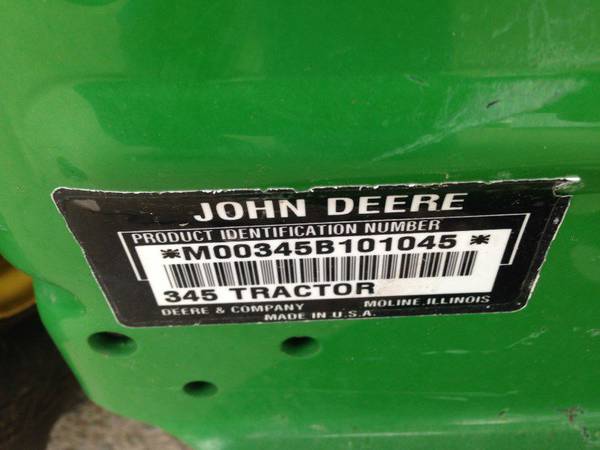 JOHN DEERE
PRODUCT IDENTIFICATION NUMBER
*M00345B101045*
345 TRACTOR
DEERE & COMPANY MOLINE, ILLINOIS
MADE IN U.S.A.